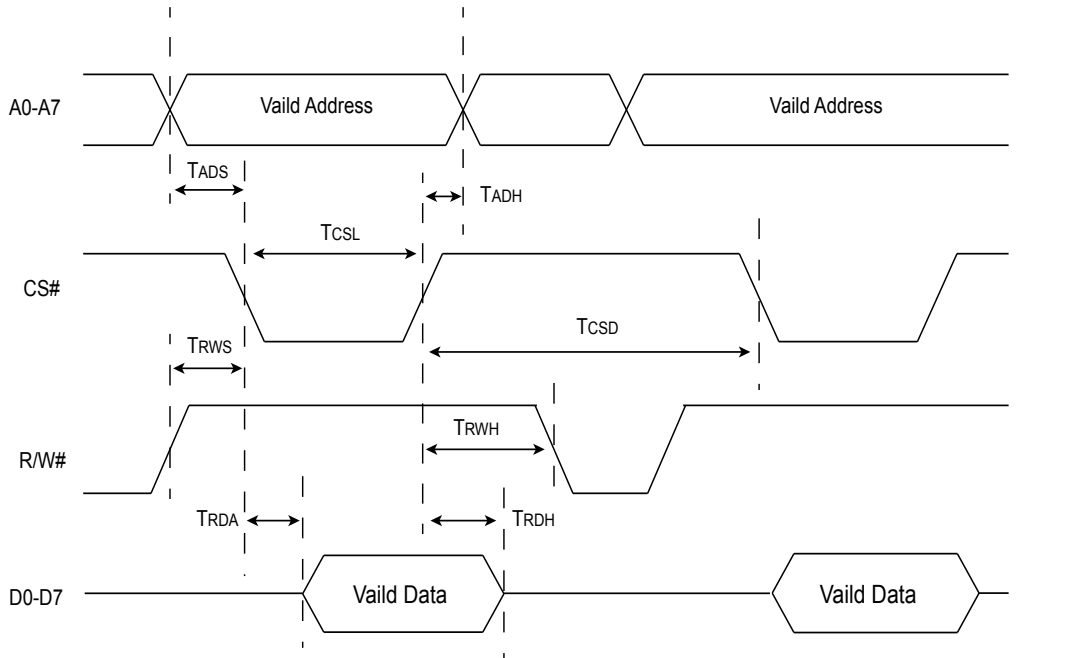 A0-A7
Vaild Address
Vaild Address
TADS
TADH
TCSL
CS#
TCSD
TRWS
TRWH
R/W#
TRDA
TRDH
D0-D7
Vaild Data
Vaild Data